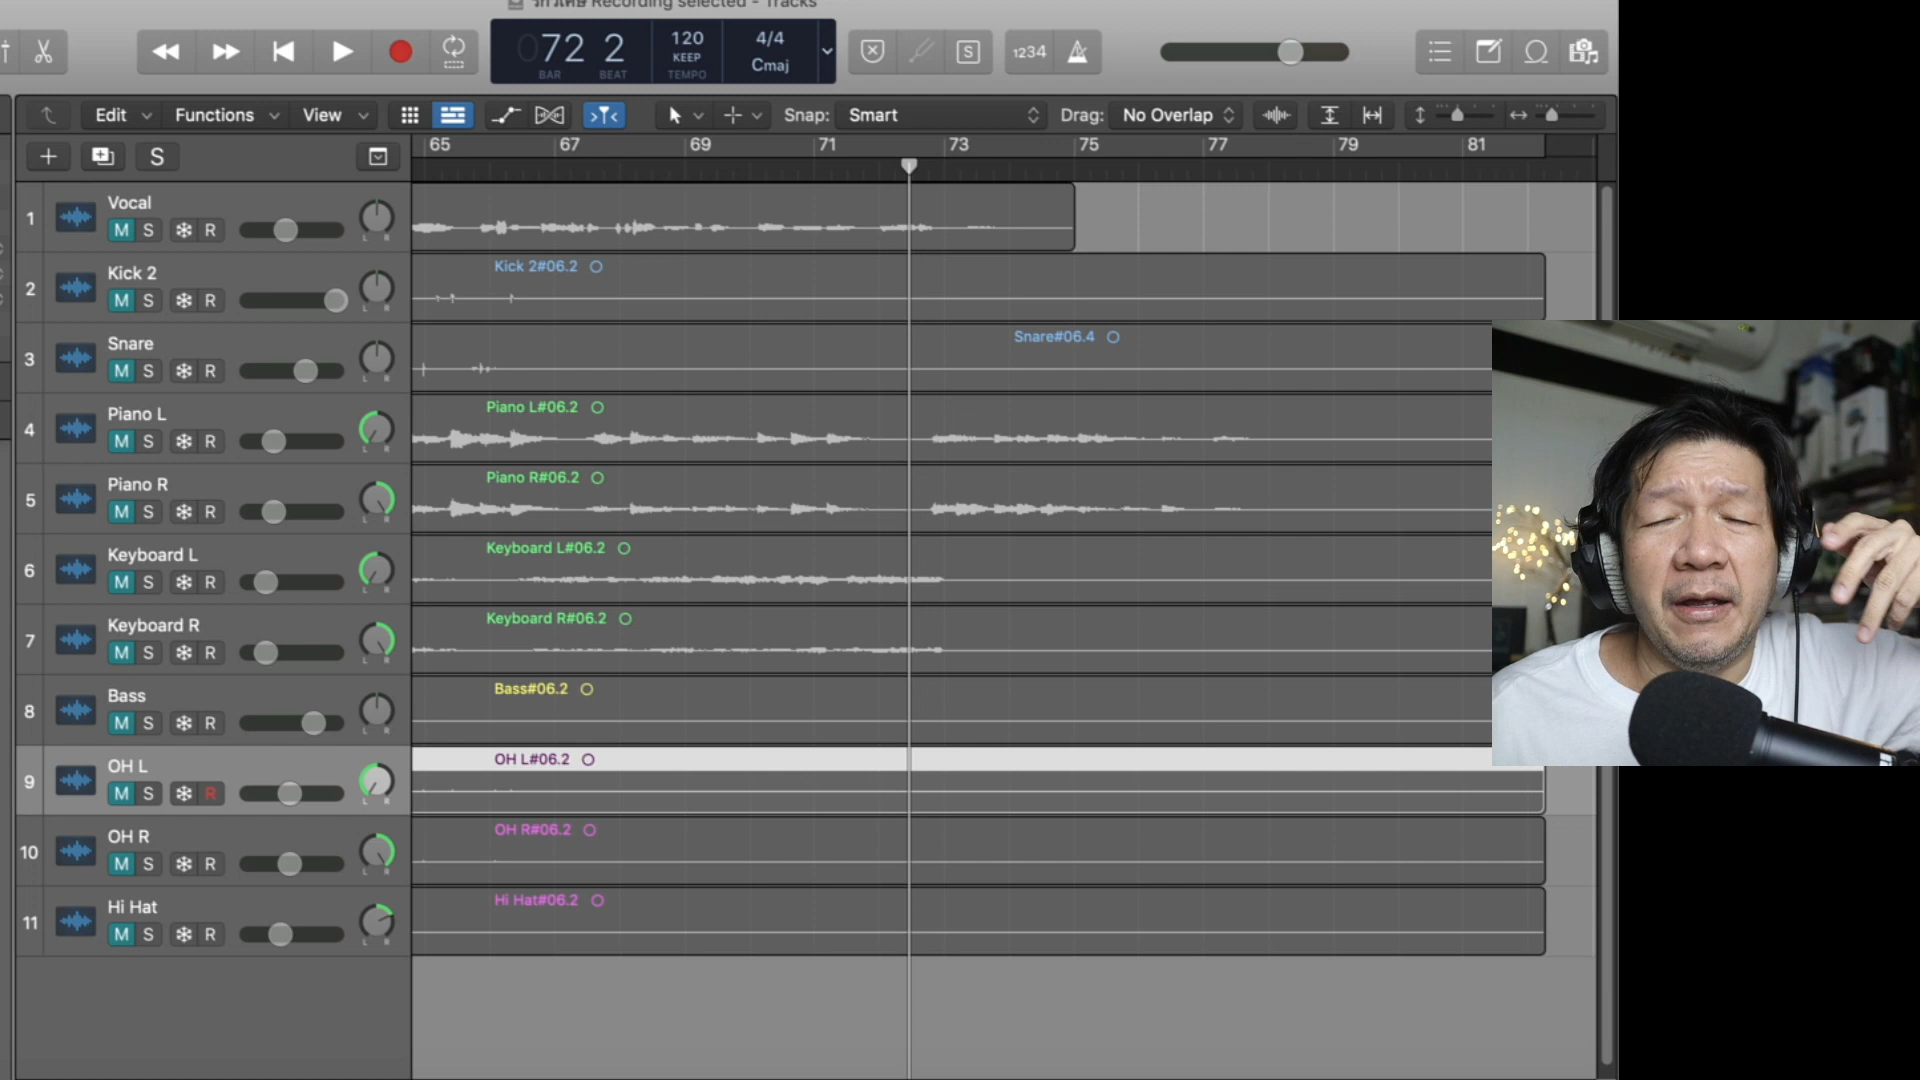 Recording selected - Tracks
072 2
BAR BEAT
120
KEEP
TEMPO
4/4
Cmaj
S
1234
Edit Functions View Snap: Smart Drag: No Overlap
S
65 67 69 71 73 75 77 79 81
1 Vocal
M S R
L R
2 Kick 2
M S R
L R
Kick 2#06.2
3 Snare
M S R
L R
Snare#06.4
4 Piano L
M S R
L R
Piano L#06.2
5 Piano R
M S R
L R
Piano R#06.2
6 Keyboard L
M S R
L R
Keyboard L#06.2
7 Keyboard R
M S R
L R
Keyboard R#06.2
8 Bass
M S R
L R
Bass#06.2
9 OH L
M S R
L R
OH L#06.2
10 OH R
M S R
L R
OH R#06.2
11 Hi Hat
M S R
L R
Hi Hat#06.2